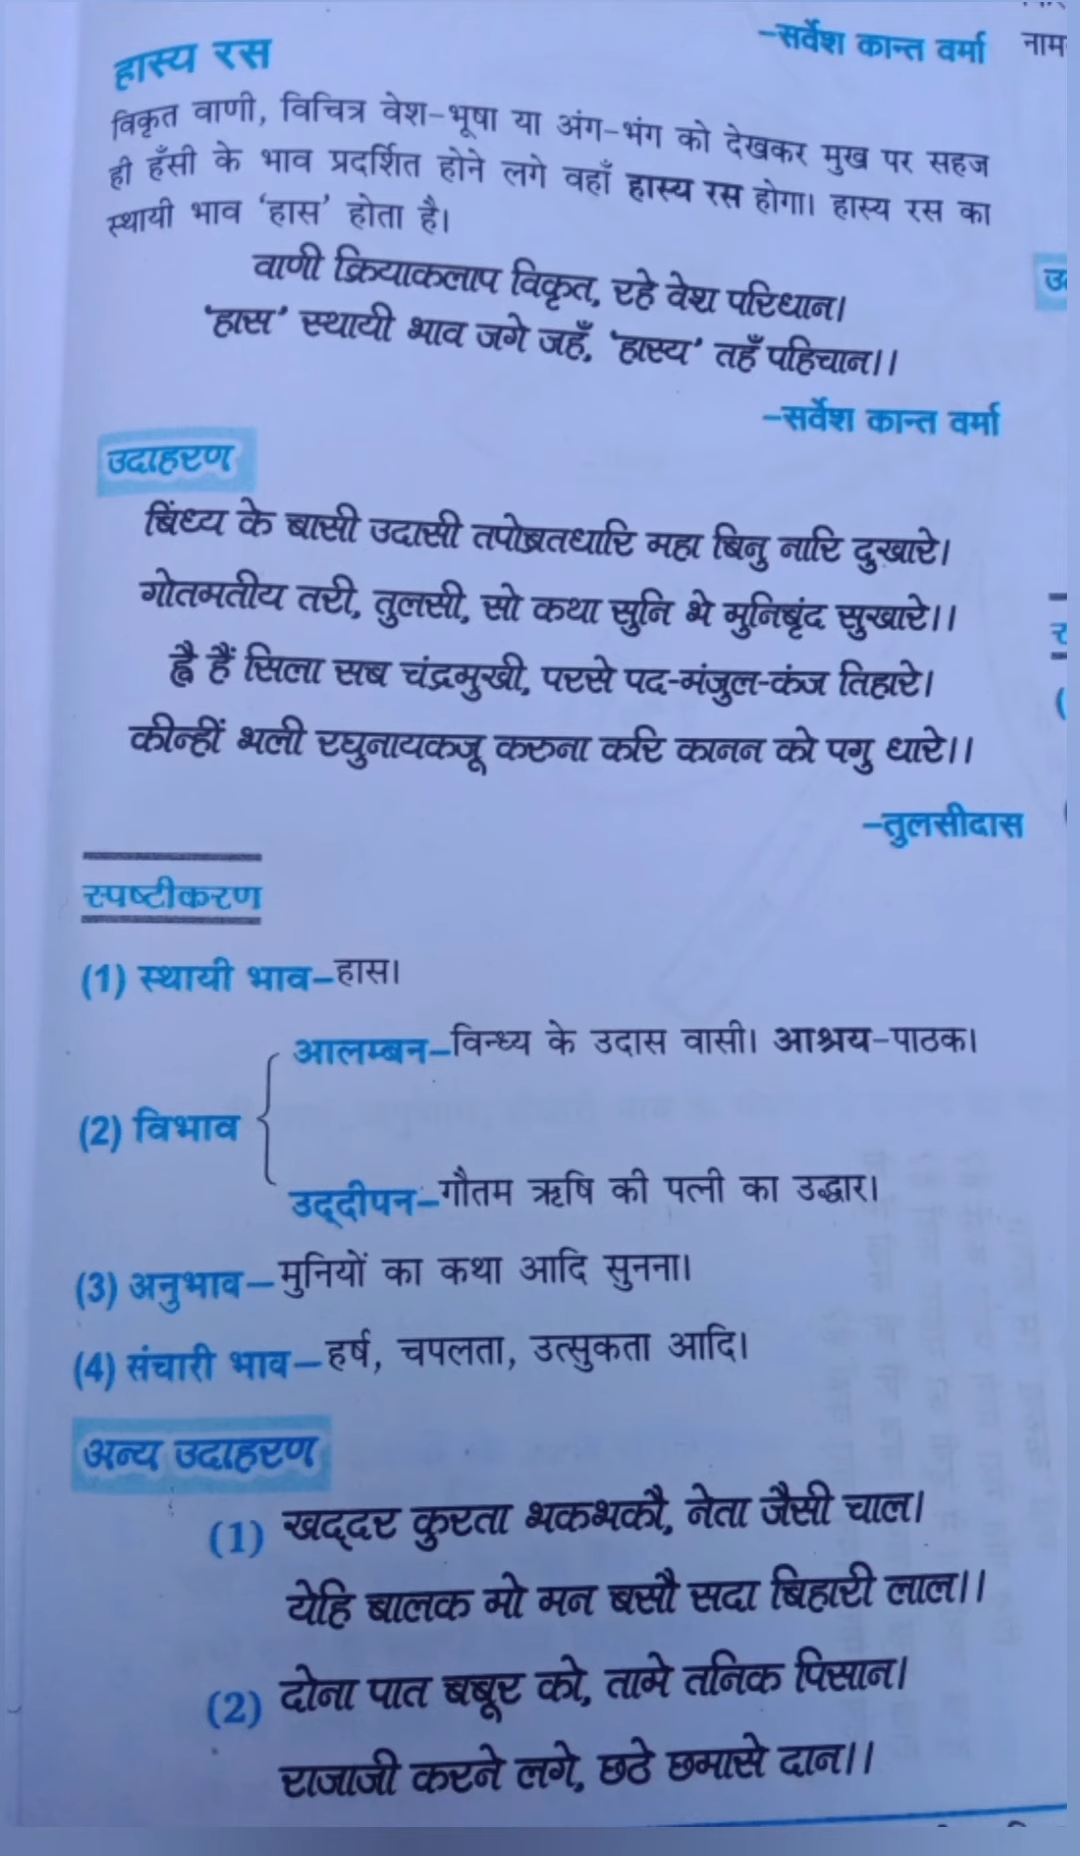 –सर्वेश कान्त वर्मा
नाम
हास्य रस
विकृत वाणी, विचित्र वेश-भूषा या अंग-भंग को देखकर मुख पर सहज
ही हँसी के भाव प्रदर्शित होने लगे वहाँ हास्य रस होगा। हास्य रस का
स्थायी भाव ‘हास’ होता है।
वाणी क्रियाकलाप विकृत, रहे वेश परिधान।
‘हास’ स्थायी भाव जगे जहँ, ‘हास्य’ तहँ पहिचान।।
–सर्वेश कान्त वर्मा
उदाहरण
बिंध्य के बासी उदासी तपोब्रतधारि महा बिनु नारि दुखारे।
गोतमतीय तरी, तुलसी, सो कथा सुनि भे मुनिबृंद सुखारे।।
ह्वै हैं सिला सब चंद्रमुखी, परसे पद-मंजुल-कंज तिहारे।
कीन्हीं भली रघुनायकजू करुना करि कानन को पगु धारे।।
–तुलसीदास
स्पष्टीकरण
(1) स्थायी भाव–हास।
आलम्बन–विन्ध्य के उदास वासी। आश्रय-पाठक।
(2) विभाव
उद्दीपन–गौतम ऋषि की पत्नी का उद्धार।
(3) अनुभाव–मुनियों का कथा आदि सुनना।
(4) संचारी भाव–हर्ष, चपलता, उत्सुकता आदि।
अन्य उदाहरण
(1) खद्दर कुरता भकभकौ, नेता जैसी चाल।
येहि बालक मो मन बसौ सदा बिहारी लाल।।
(2) दोना पात बबूर को, तामे तनिक पिसान।
राजाजी करने लगे, छठे छमासे दान।।